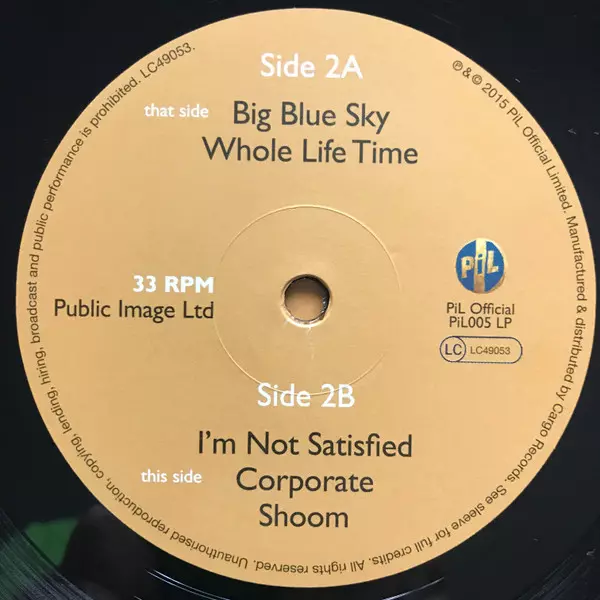 Side 2A
that side
Big Blue Sky
Whole Life Time
33 RPM
Public Image Ltd
PiL
PiL Official
PiL005 LP
LC LC49053
Side 2B
I'm Not Satisfied
this side
Corporate
Shoom
℗ & © 2015 PiL Official Limited. Manufactured & distributed by Cargo Records. See sleeve for full credits. All rights reserved. Unauthorised reproduction, copying, lending, hiring, broadcast and public performance is prohibited. LC49053.